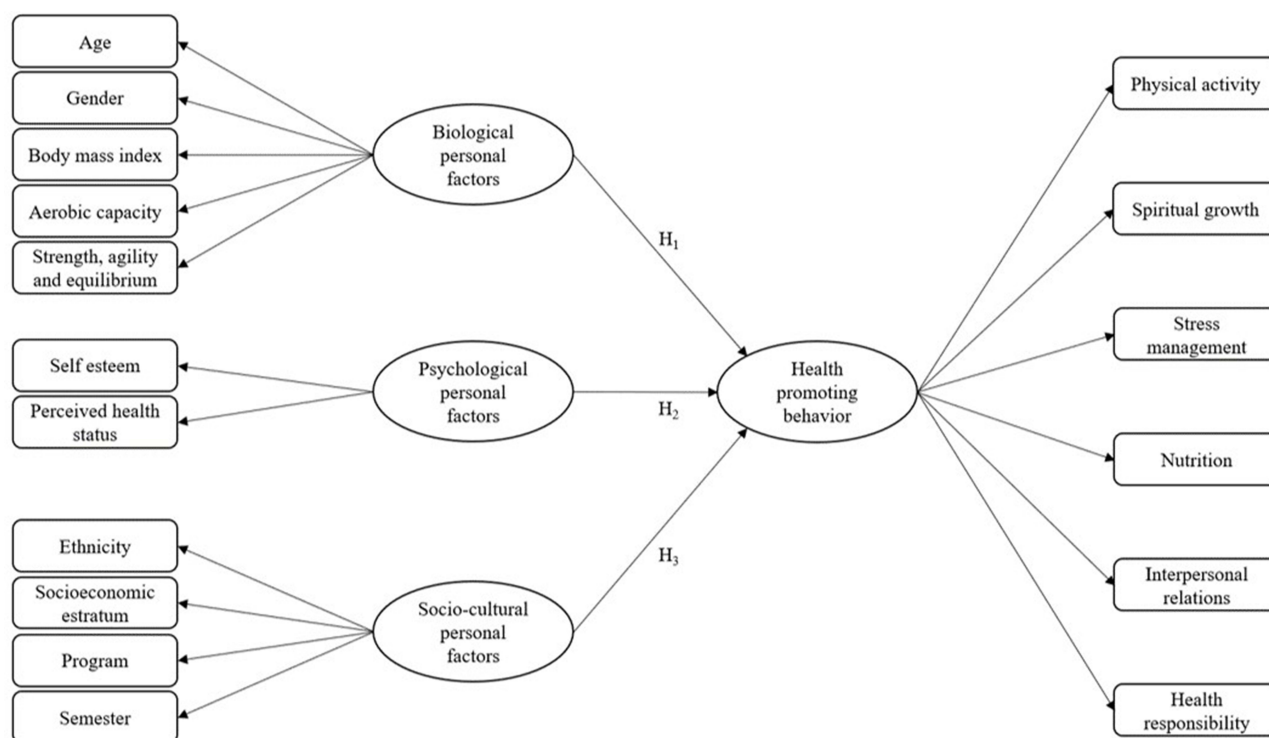 Age
Gender
Body mass index
Aerobic capacity
Strength, agility
and equilibrium
Biological
personal
factors
H₁
Self esteem
Perceived health
status
Psychological
personal
factors
H₂
Ethnicity
Socioeconomic
estratum
Program
Semester
Socio-cultural
personal
factors
H₃
Health
promoting
behavior
Physical activity
Spiritual growth
Stress
management
Nutrition
Interpersonal
relations
Health
responsibility